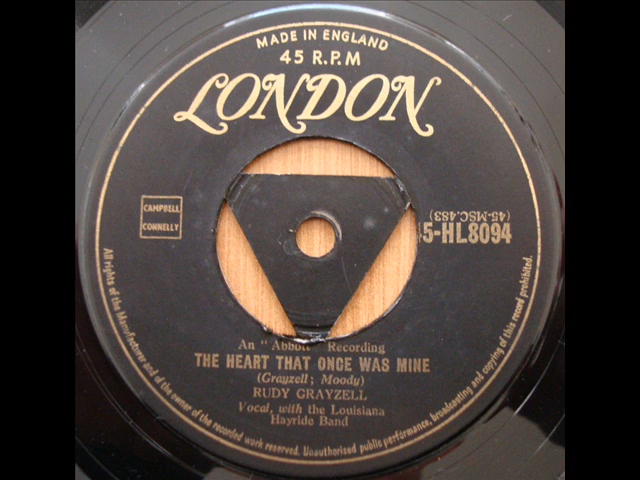 MADE IN ENGLAND
45 R.P.M
LONDON
CAMPBELL
CONNELLY
(45-MSC.483)
45-HL8094
An "Abbott" Recording
THE HEART THAT ONCE WAS MINE
(Grayzell; Moody)
RUDY GRAYZELL
Vocal, with the Louisiana
Hayride Band
All rights of the Manufacturer and of the owner of the recorded work reserved. Unauthorised public performance, broadcasting and copying of this record prohibited.